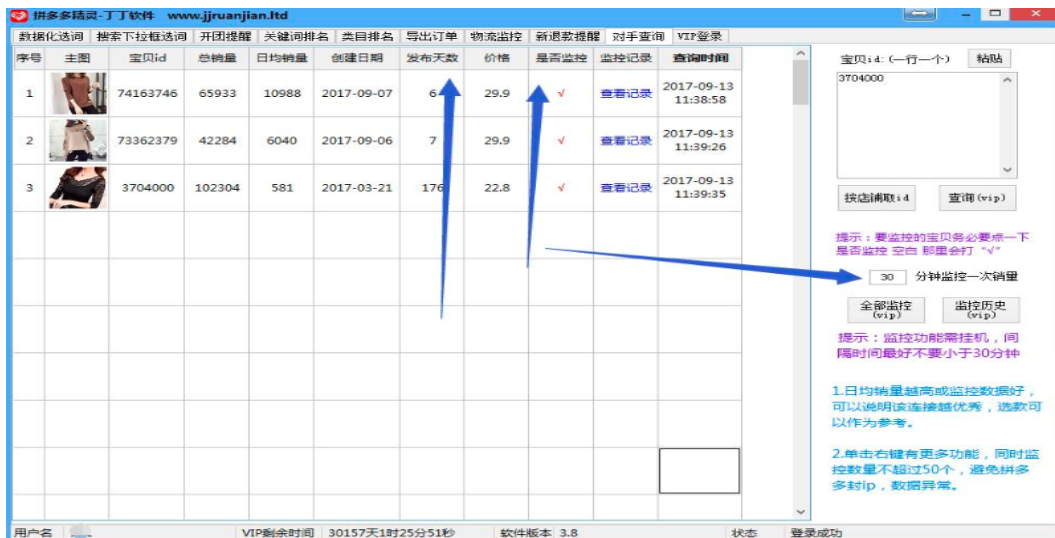 拼多多精灵-丁丁软件 www.jjruanjian.ltd
数据化选词 搜索下拉框选词 开团提醒 关键词排名 类目排名 导出订单 物流监控 新退款提醒 对手查询 VIP登录
序号 主图 宝贝id 总销量 日均销量 创建日期 发布天数 价格 是否监控 监控记录 查询时间
1 74163746 65933 10988 2017-09-07 6 29.9 √ 查看记录 2017-09-13
11:38:58
2 73362379 42284 6040 2017-09-06 7 29.9 √ 查看记录 2017-09-13
11:39:26
3 3704000 102304 581 2017-03-21 176 22.8 √ 查看记录 2017-09-13
11:39:35
宝贝id:(一行一个) 粘贴
3704000
按店铺取id 查询(vip)
提示：要监控的宝贝务必要点一下
是否监控 空白 那里会打“√”
30 分钟监控一次销量
全部监控
(vip)
监控历史
(vip)
提示：监控功能需挂机，间
隔时间最好不要小于30分钟
1.日均销量越高或监控数据好，
可以说明该连接越优秀，选款可
以作为参考。
2.单击右键有更多功能，同时监
控数量不超过50个，避免拼多
多封ip，数据异常。
用户名 VIP剩余时间 30157天1时25分51秒 软件版本 3.8 状态 登录成功